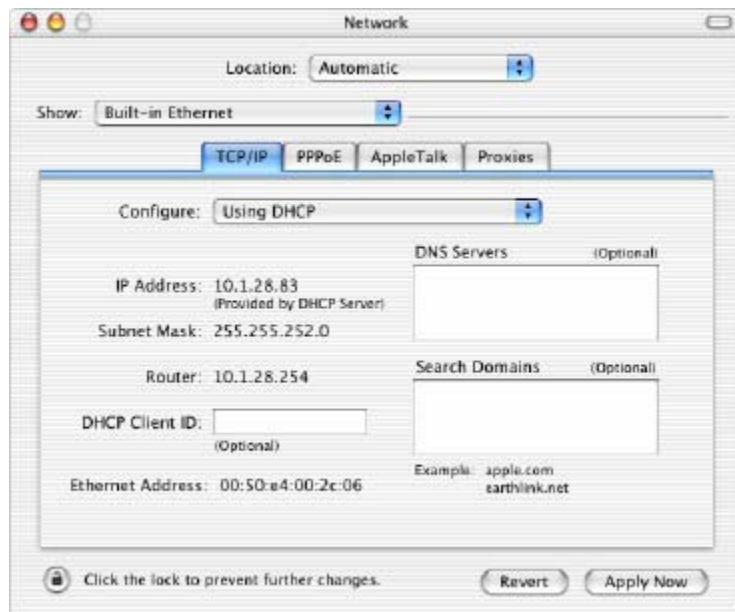 Network
Location: Automatic
Show: Built-in Ethernet
TCP/IP PPPoE AppleTalk Proxies
Configure: Using DHCP
DNS Servers (Optional)
IP Address: 10.1.28.83
(Provided by DHCP Server)
Subnet Mask: 255.255.252.0
Router: 10.1.28.254
Search Domains (Optional)
DHCP Client ID:
(Optional)
Example: apple.com
earthlink.net
Ethernet Address: 00:50:e4:00:2c:06
Click the lock to prevent further changes.
Revert Apply Now